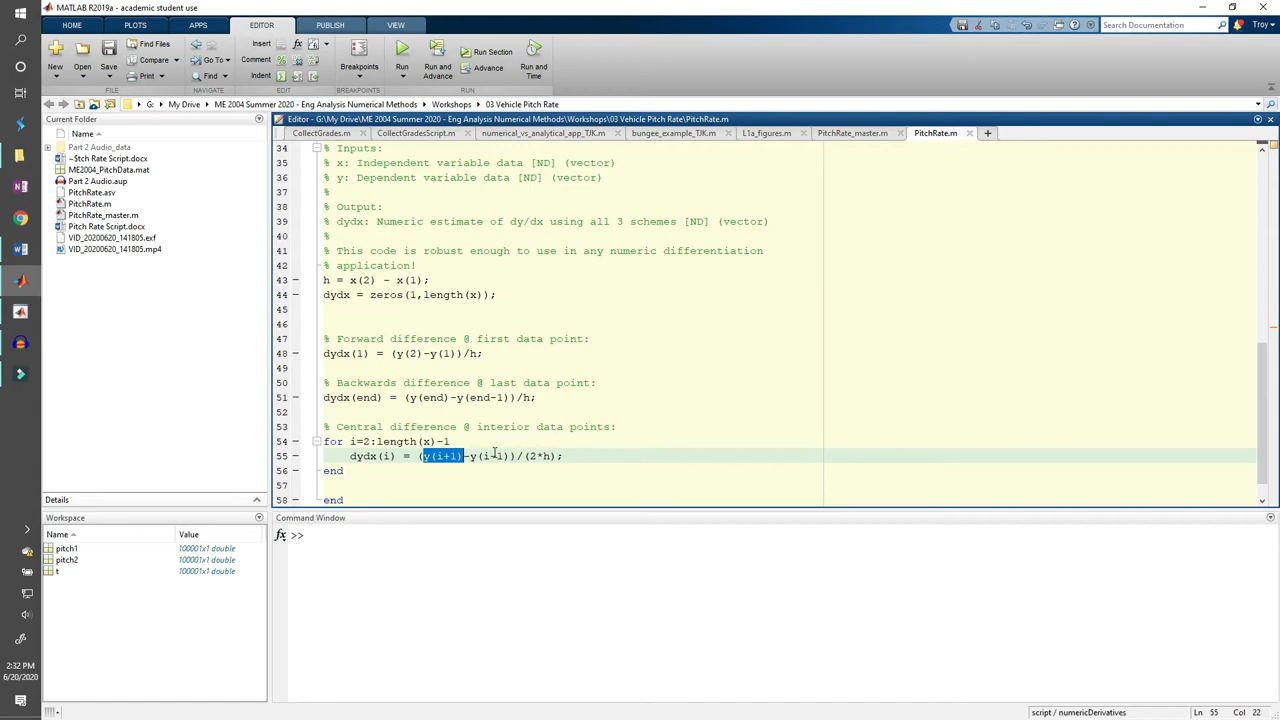 MATLAB R2019a - academic student use
HOME PLOTS APPS EDITOR PUBLISH VIEW Search Documentation Troy
New Open Save Find Files Compare Print Go To Find Insert Comment Indent Breakpoints Run Run and Advance Run Section Advance Run and Time
FILE NAVIGATE EDIT BREAKPOINTS RUN
G: My Drive ME 2004 Summer 2020 - Eng Analysis Numerical Methods Workshops 03 Vehicle Pitch Rate
Current Folder
Name
Part 2 Audio_data
~$tch Rate Script.docx
ME2004_PitchData.mat
Part 2 Audio.aup
PitchRate.asv
PitchRate.m
PitchRate_master.m
Pitch Rate Script.docx
VID_20200620_141805.exf
VID_20200620_141805.mp4
Details
Workspace
Name Value
pitch1 100001x1 double
pitch2 100001x1 double
t 100001x1 double
Editor - G:\My Drive\ME 2004 Summer 2020 - Eng Analysis Numerical Methods\Workshops\03 Vehicle Pitch Rate\PitchRate.m
CollectGrades.m CollectGradesScript.m numerical_vs_analytical_app_TJK.m bungee_example_TJK.m L1a_figures.m PitchRate_master.m PitchRate.m
34 % Inputs:
35 % x: Independent variable data [ND] (vector)
36 % y: Dependent variable data [ND] (vector)
37 %
38 % Output:
39 % dydx: Numeric estimate of dy/dx using all 3 schemes [ND] (vector)
40 %
41 % This code is robust enough to use in any numeric differentiation
42 % application!
43 h = x(2) - x(1);
44 dydx = zeros(1,length(x));
45
46
47 % Forward difference @ first data point:
48 dydx(1) = (y(2)-y(1))/h;
49
50 % Backwards difference @ last data point:
51 dydx(end) = (y(end)-y(end-1))/h;
52
53 % Central difference @ interior data points:
54 for i=2:length(x)-1
55 dydx(i) = (y(i+1)-y(i-1))/(2*h);
56 end
57
58 end
Command Window
fx >>
script / numericDerivatives Ln 55 Col 22
2:32 PM
6/20/2020